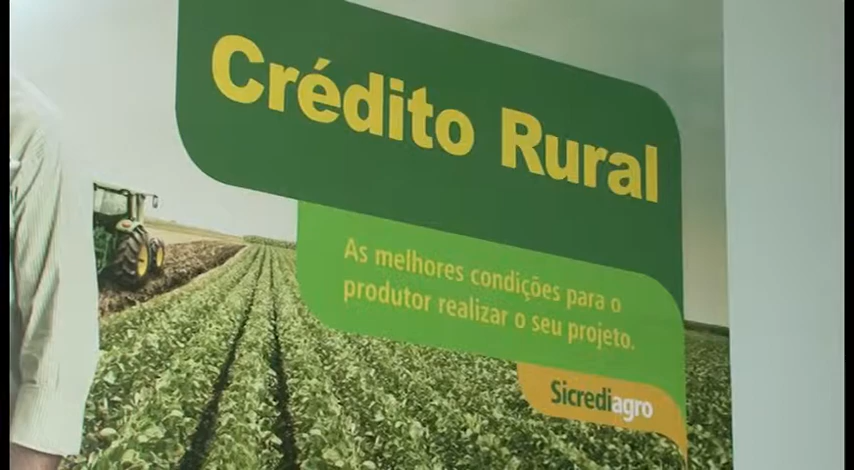 Crédito Rural
As melhores condições para o
produtor realizar o seu projeto.
Sicrediagro